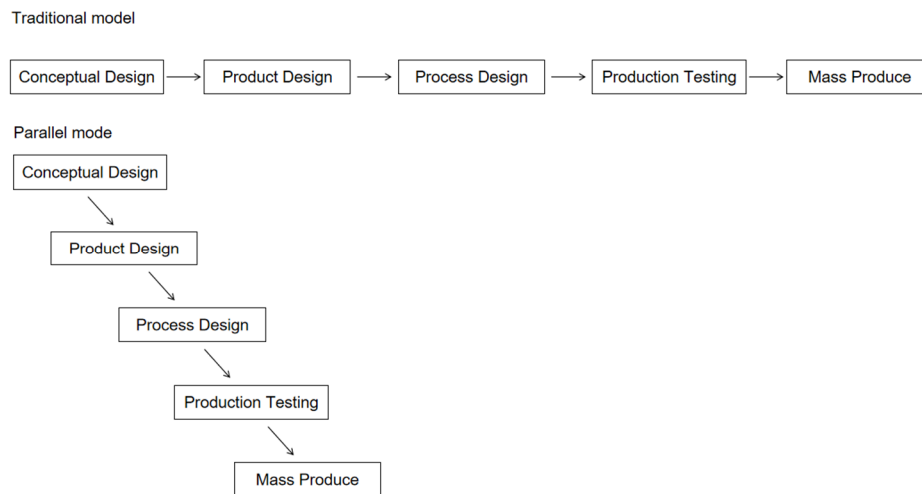 Traditional model
Conceptual Design
Product Design
Process Design
Production Testing
Mass Produce
Parallel mode
Conceptual Design
Product Design
Process Design
Production Testing
Mass Produce